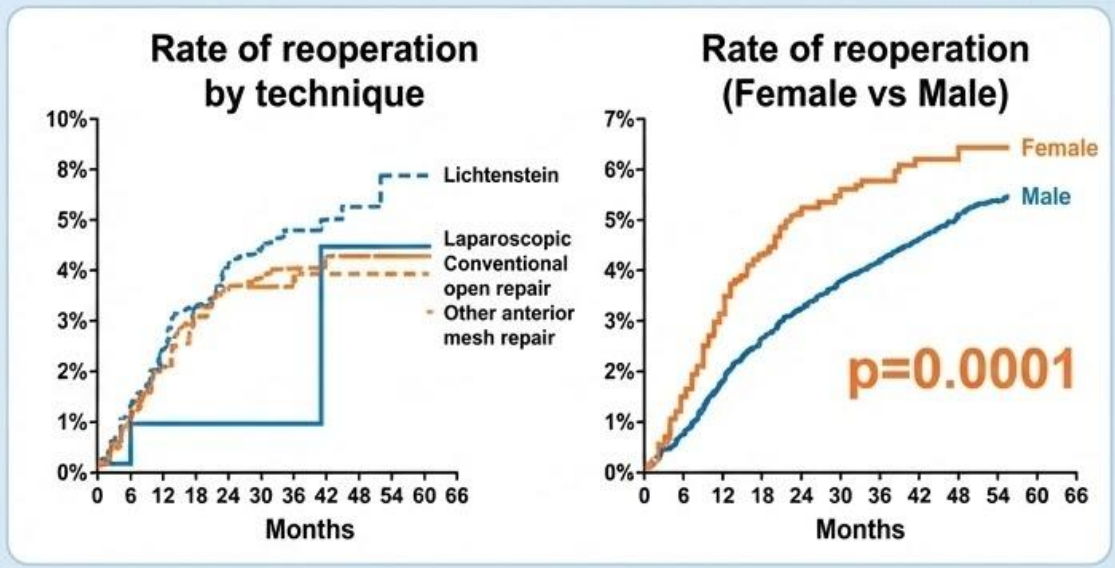 Rate of reoperation
by technique
10%
8%
5%
4%
3%
2%
1%
0%
0 6 12 18 24 30 36 42 48 54 60 66
Months
Lichtenstein
Laparoscopic
Conventional
open repair
Other anterior
mesh repair
Rate of reoperation
(Female vs Male)
7%
6%
5%
4%
3%
2%
1%
0%
0 6 12 18 24 30 36 42 48 54 60 66
Months
Female
Male
p=0.0001